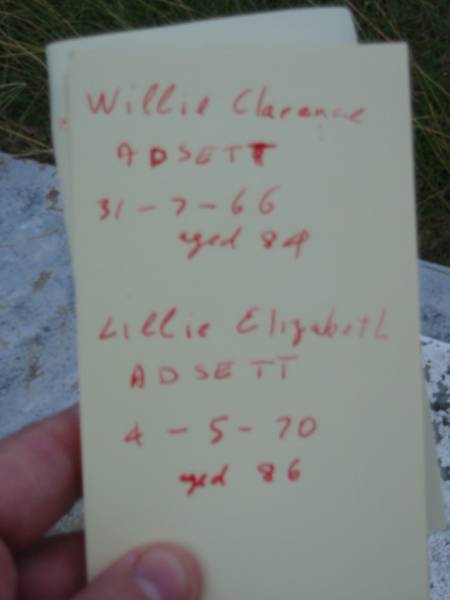 Willie Clarence
ADSETT
31-7-66
aged 84
Lillie Elizabeth
ADSETT
4-5-70
aged 86